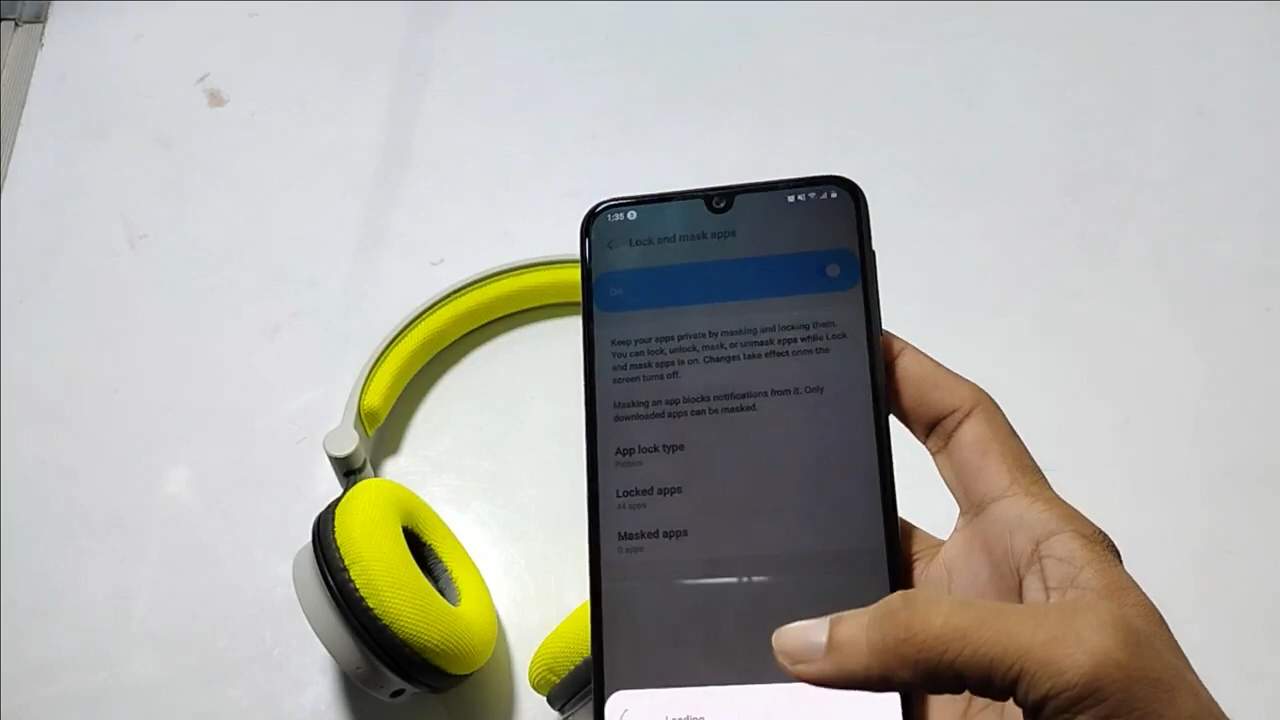 1:35
Lock and mask apps
On
Keep your apps private by masking and locking them.
You can lock, unlock, mask, or unmask apps while Lock
and mask apps is on. Changes take effect once the
screen turns off.
Masking an app blocks notifications from it. Only
downloaded apps can be masked.
App lock type
Pattern
Locked apps
44 apps
Masked apps
0 apps
Loading